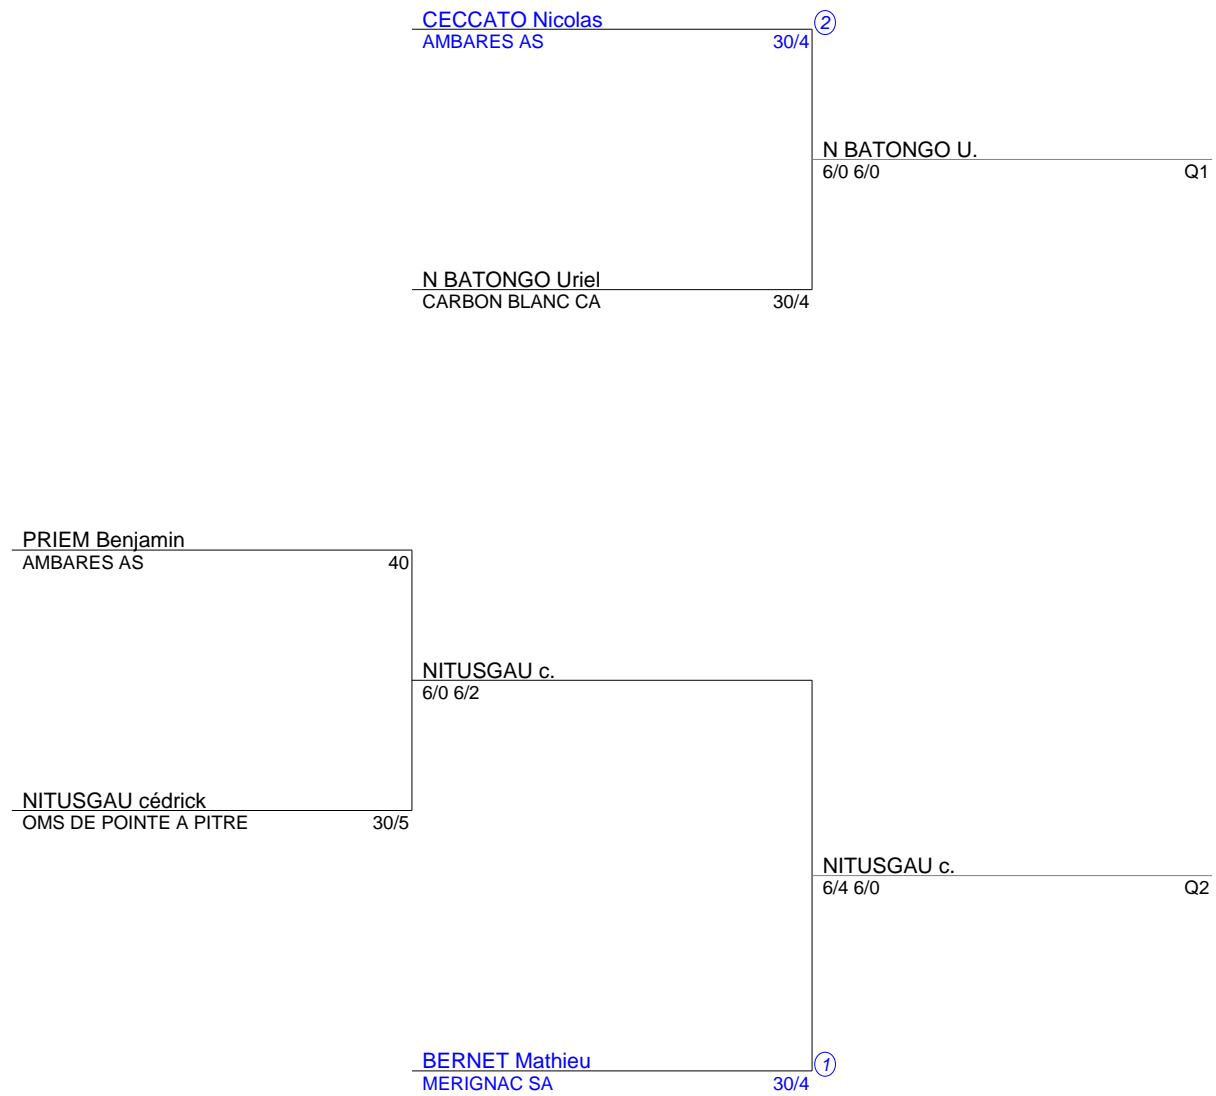 CECCATO Nicolas 2
AMBARES AS 30/4
N BATONGO U.
6/0 6/0 Q1
N BATONGO Uriel
CARBON BLANC CA 30/4
PRIEM Benjamin
AMBARES AS 40
NITUSGAU c.
6/0 6/2
NITUSGAU cédrick
OMS DE POINTE A PITRE 30/5
NITUSGAU c.
6/4 6/0 Q2
BERNET Mathieu 1
MERIGNAC SA 30/4